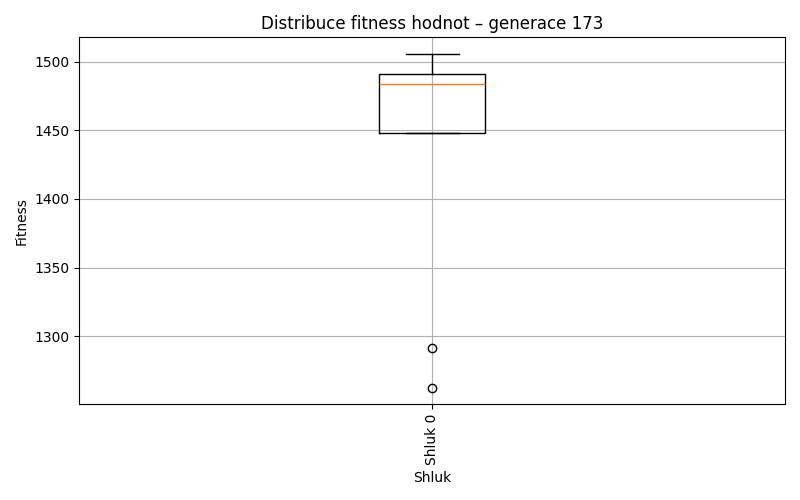 Distribuce fitness hodnot – generace 173
1500
1450
1400
1350
1300
Fitness
Shluk 0
Shluk